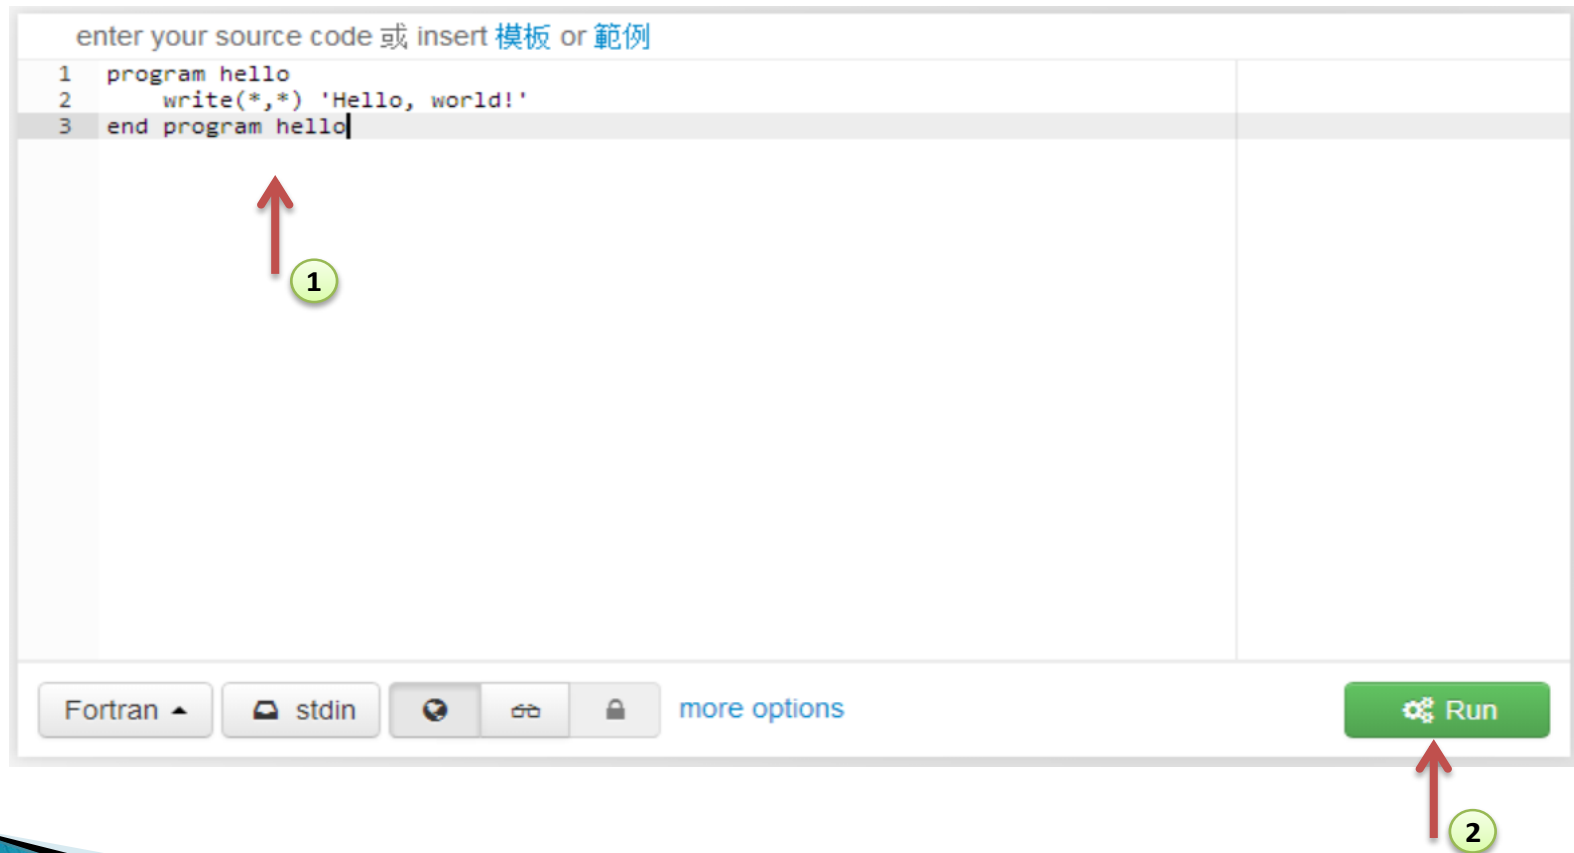 enter your source code 或 insert 模板 or 範例
1 program hello
2     write(*,*) 'Hello, world!'
3 end program hello
1
Fortran stdin more options Run
2